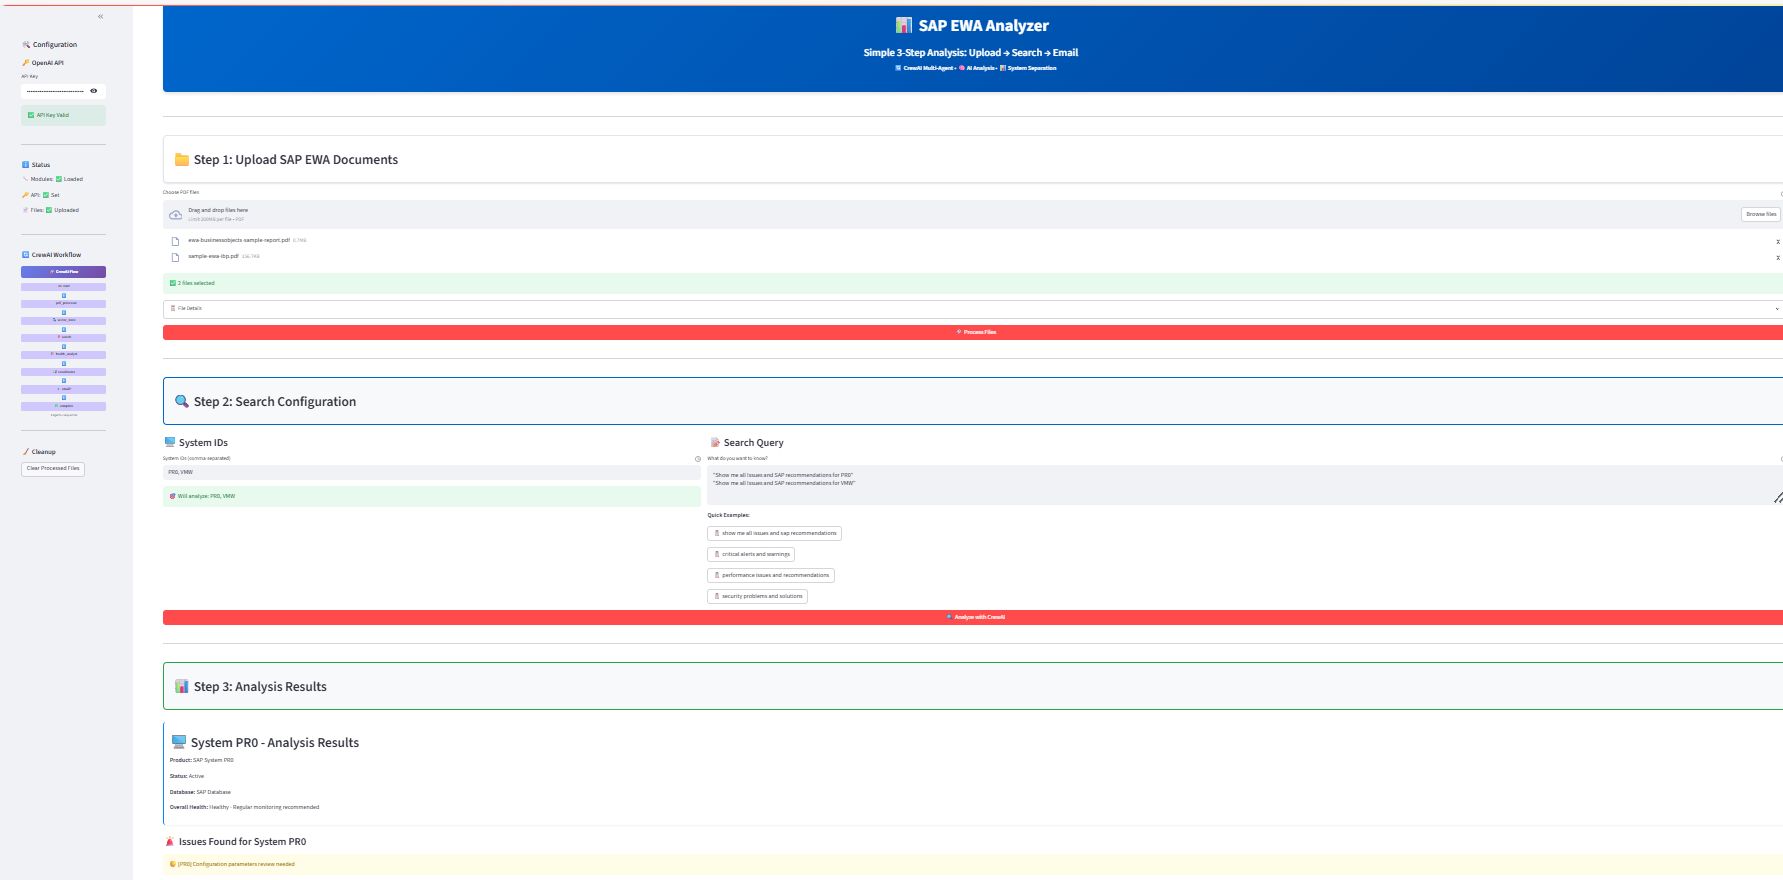 Configuration
OpenAI API
API Key
API Key Valid
Status
Modules: Loaded
API: Set
Files: Uploaded
CrewAI Workflow
CrewAI Flow
pdf_processor
search
health_analyst
complete
Cleanup
Clear Processed Files
SAP EWA Analyzer
Simple 3-Step Analysis: Upload → Search → Email
CrewAI Multi-Agent • AI Analysis • System Separation
Step 1: Upload SAP EWA Documents
Choose PDF files
Drag and drop files here
Limit 200MB per file • PDF
Browse files
ewa-businessobjects-sample-report.pdf 0.7MB
sample-ewa-ibp.pdf
2 files selected
File Details
Process Files
Step 2: Search Configuration
System IDs
System IDs (comma-separated)
PR0, VMW
Will analyze: PR0, VMW
Search Query
What do you want to know?
"Show me all Issues and SAP recommendations for PR0"
"Show me all Issues and SAP recommendations for VMW"
Quick Examples:
show me all issues and sap recommendations
critical alerts and warnings
performance issues and recommendations
security problems and solutions
Analyze with CrewAI
Step 3: Analysis Results
System PR0 - Analysis Results
Product: SAP System PR0
Status: Active
Database: SAP Database
Overall Health: Healthy - Regular monitoring recommended
Issues Found for System PR0
[PR0] Configuration parameters review needed